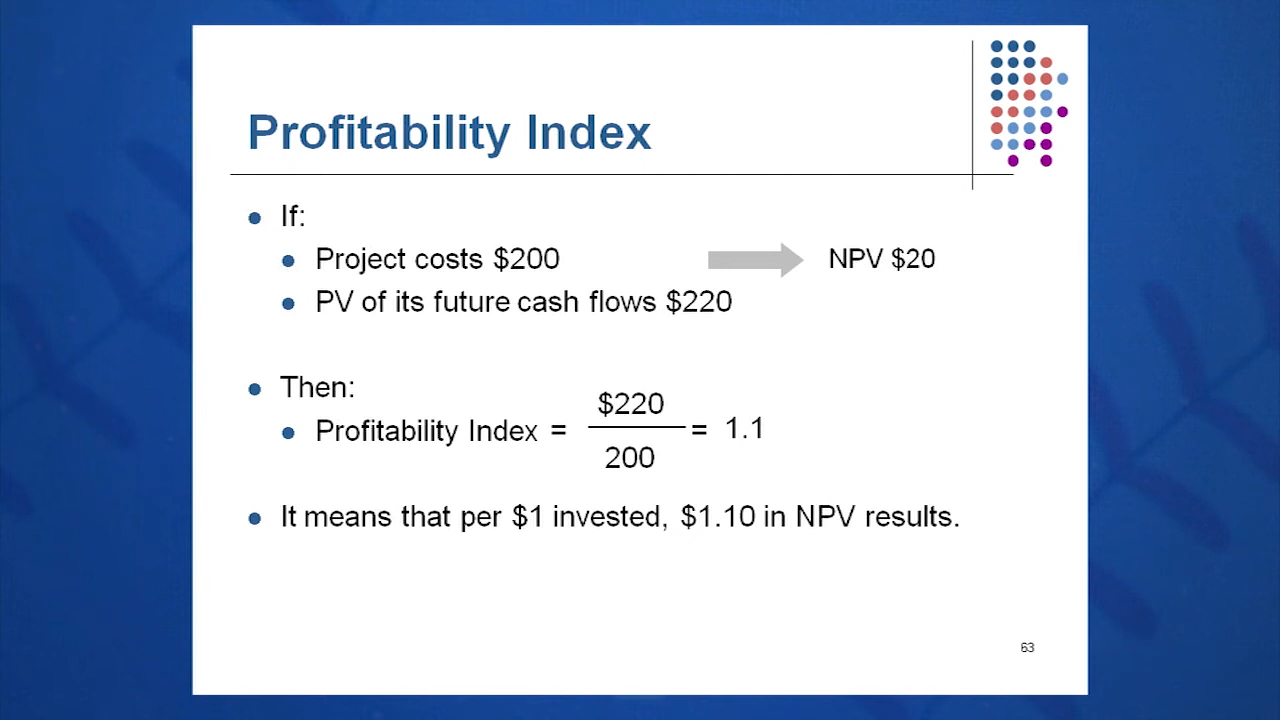 Profitability Index
If:
Project costs $200
NPV $20
PV of its future cash flows $220
Then:
Profitability Index = $220 / 200 = 1.1
It means that per $1 invested, $1.10 in NPV results.
63